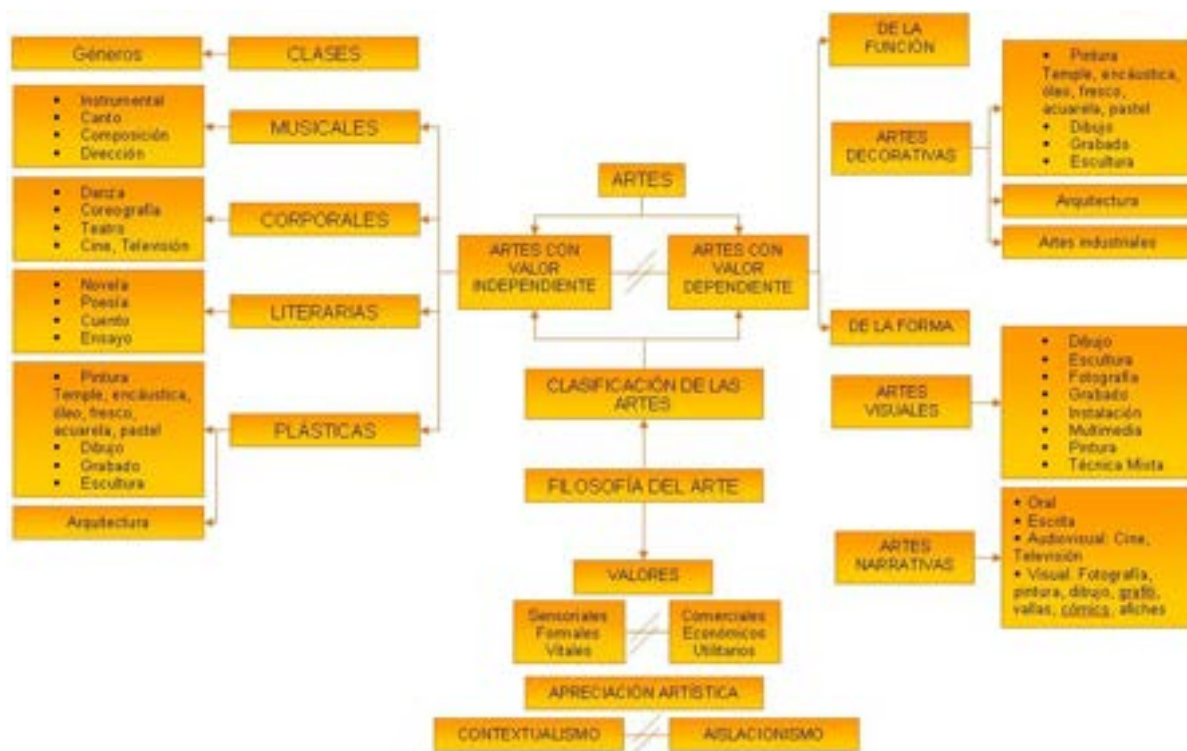 Géneros
CLASES
• Instrumental
• Canto
• Composición
• Dirección
MUSICALES
• Danza
• Coreografía
• Teatro
• Cine, Televisión
CORPORALES
• Novela
• Poesía
• Cuento
• Ensayo
LITERARIAS
• Pintura
Temple, encáustica,
óleo, fresco,
acuarela, pastel
• Dibujo
• Grabado
• Escultura
PLÁSTICAS
Arquitectura
ARTES
ARTES CON
VALOR
INDEPENDIENTE
ARTES CON
VALOR
DEPENDIENTE
CLASIFICACIÓN DE LAS
ARTES
FILOSOFÍA DEL ARTE
VALORES
Sensoriales
Formales
Vitales
Comerciales
Económicos
Utilitarios
APRECIACIÓN ARTÍSTICA
CONTEXTUALISMO
AISLACIONISMO
DE LA
FUNCIÓN
ARTES
DECORATIVAS
• Pintura
Temple, encáustica,
óleo, fresco,
acuarela, pastel
• Dibujo
• Grabado
• Escultura
Arquitectura
Artes industriales
DE LA FORMA
ARTES
VISUALES
• Dibujo
• Escultura
• Fotografía
• Grabado
• Instalación
• Multimedia
• Pintura
• Técnica Mixta
ARTES
NARRATIVAS
• Oral
• Escrita
• Audiovisual: Cine,
Televisión
• Visual: Fotografía,
pintura, dibujo, grafiti,
vallas, cómics, afiches